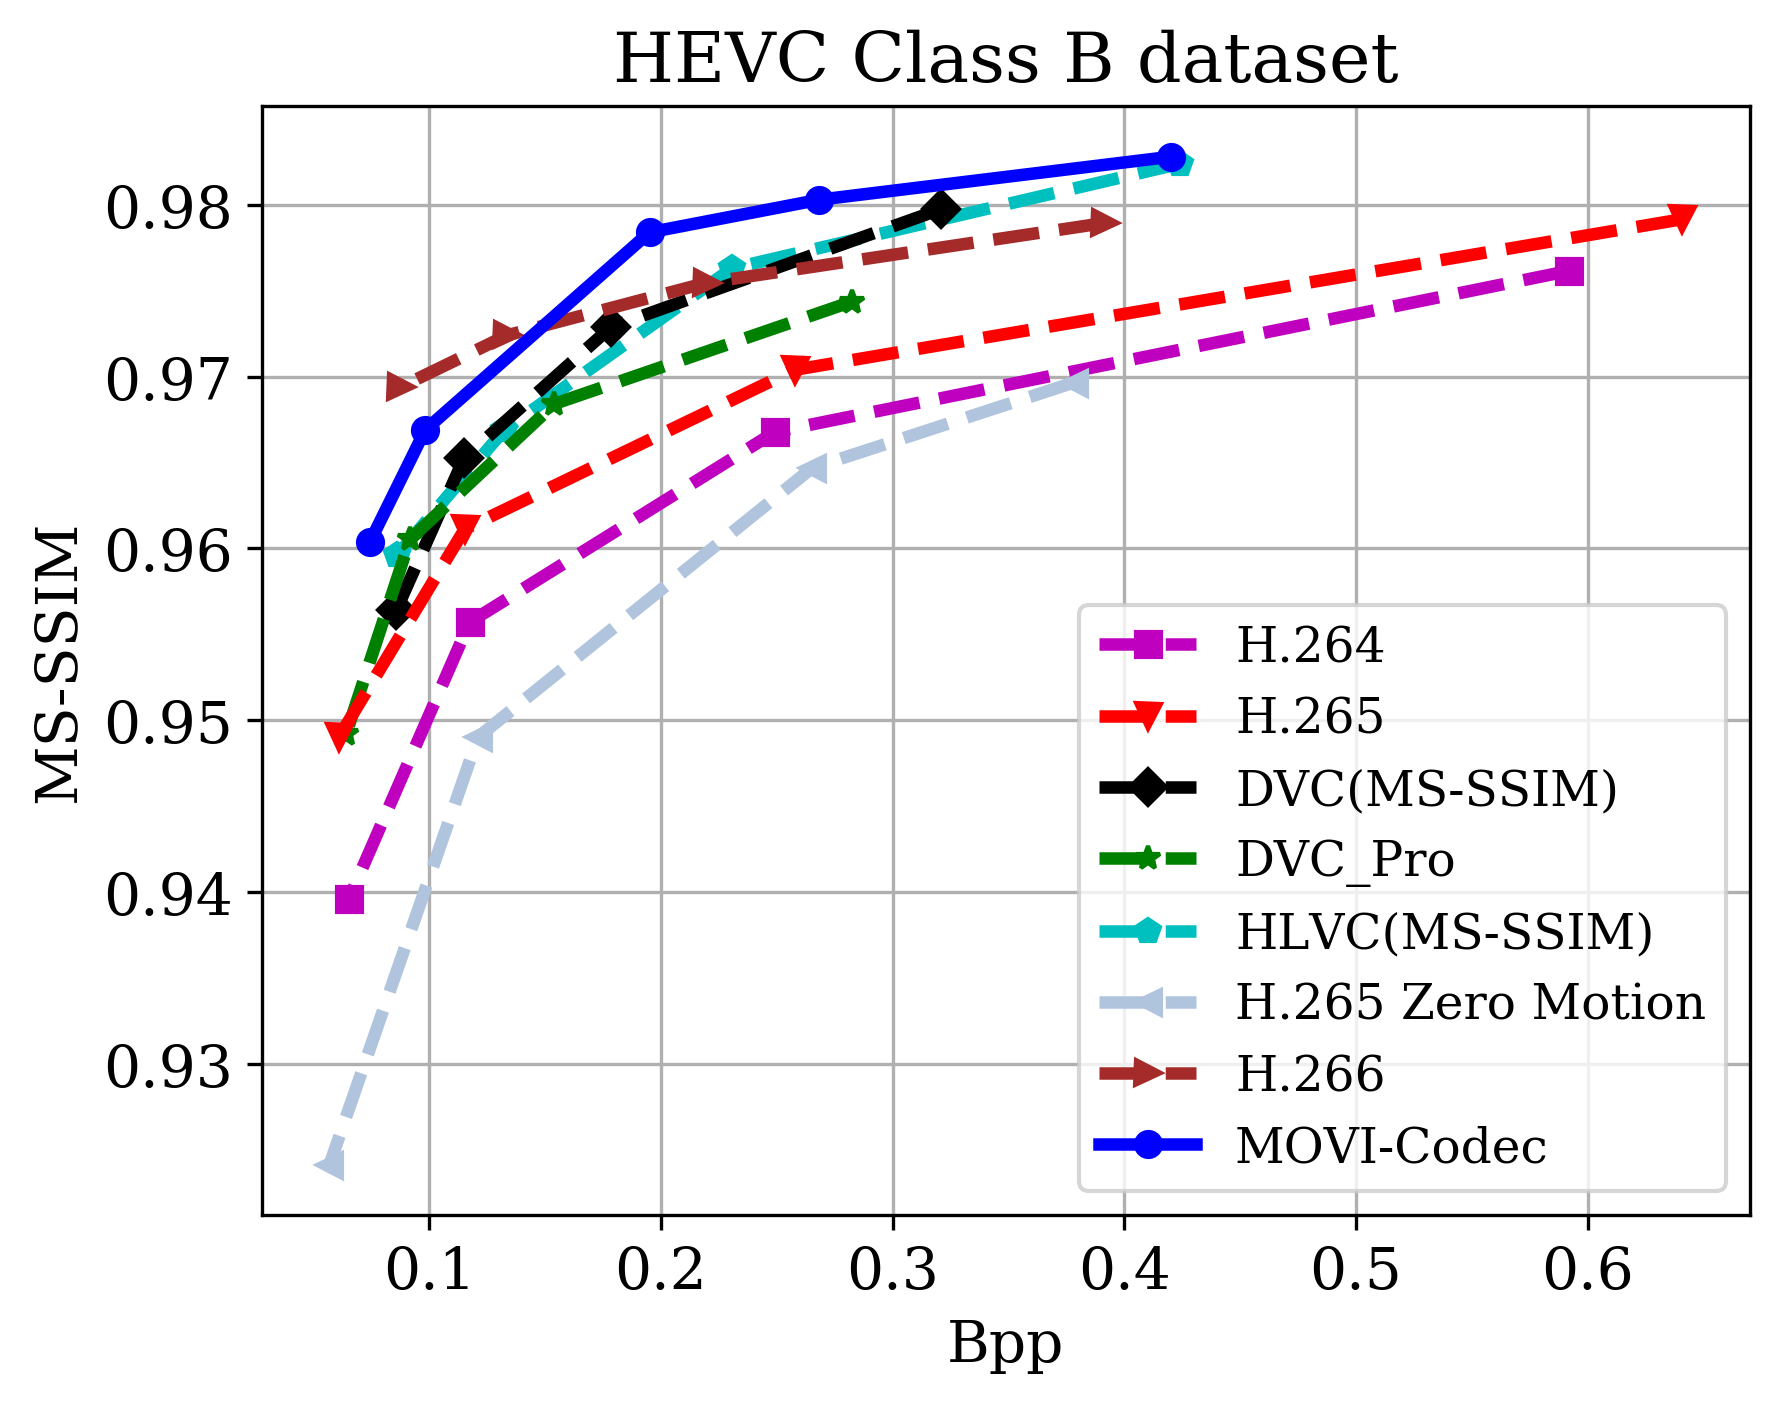 HEVC Class B dataset
MS-SSIM
0.98
0.97
0.96
0.95
0.94
0.93
H.264
H.265
DVC(MS-SSIM)
DVC_Pro
HLVC(MS-SSIM)
H.265 Zero Motion
H.266
MOVI-Codec
0.1 0.2 0.3 0.4 0.5 0.6
Bpp